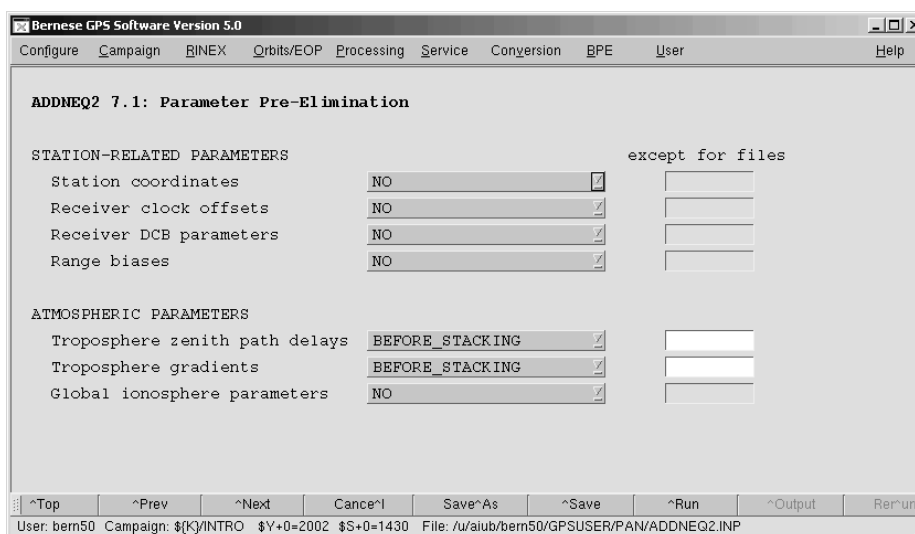 Bernese GPS Software Version 5.0
Configure Campaign RINEX Orbits/EOP Processing Service Conversion BPE User Help
ADDNEQ2 7.1: Parameter Pre-Elimination
STATION-RELATED PARAMETERS except for files
Station coordinates NO
Receiver clock offsets NO
Receiver DCB parameters NO
Range biases NO
ATMOSPHERIC PARAMETERS
Troposphere zenith path delays BEFORE_STACKING
Troposphere gradients BEFORE_STACKING
Global ionosphere parameters NO
^Top ^Prev ^Next Cance^l Save^As ^Save ^Run ^Output Rer^un
User: bern50 Campaign: ${K}/INTRO $Y+0=2002 $S+0=1430 File: /u/aiub/bern50/GPSUSER/PAN/ADDNEQ2.INP